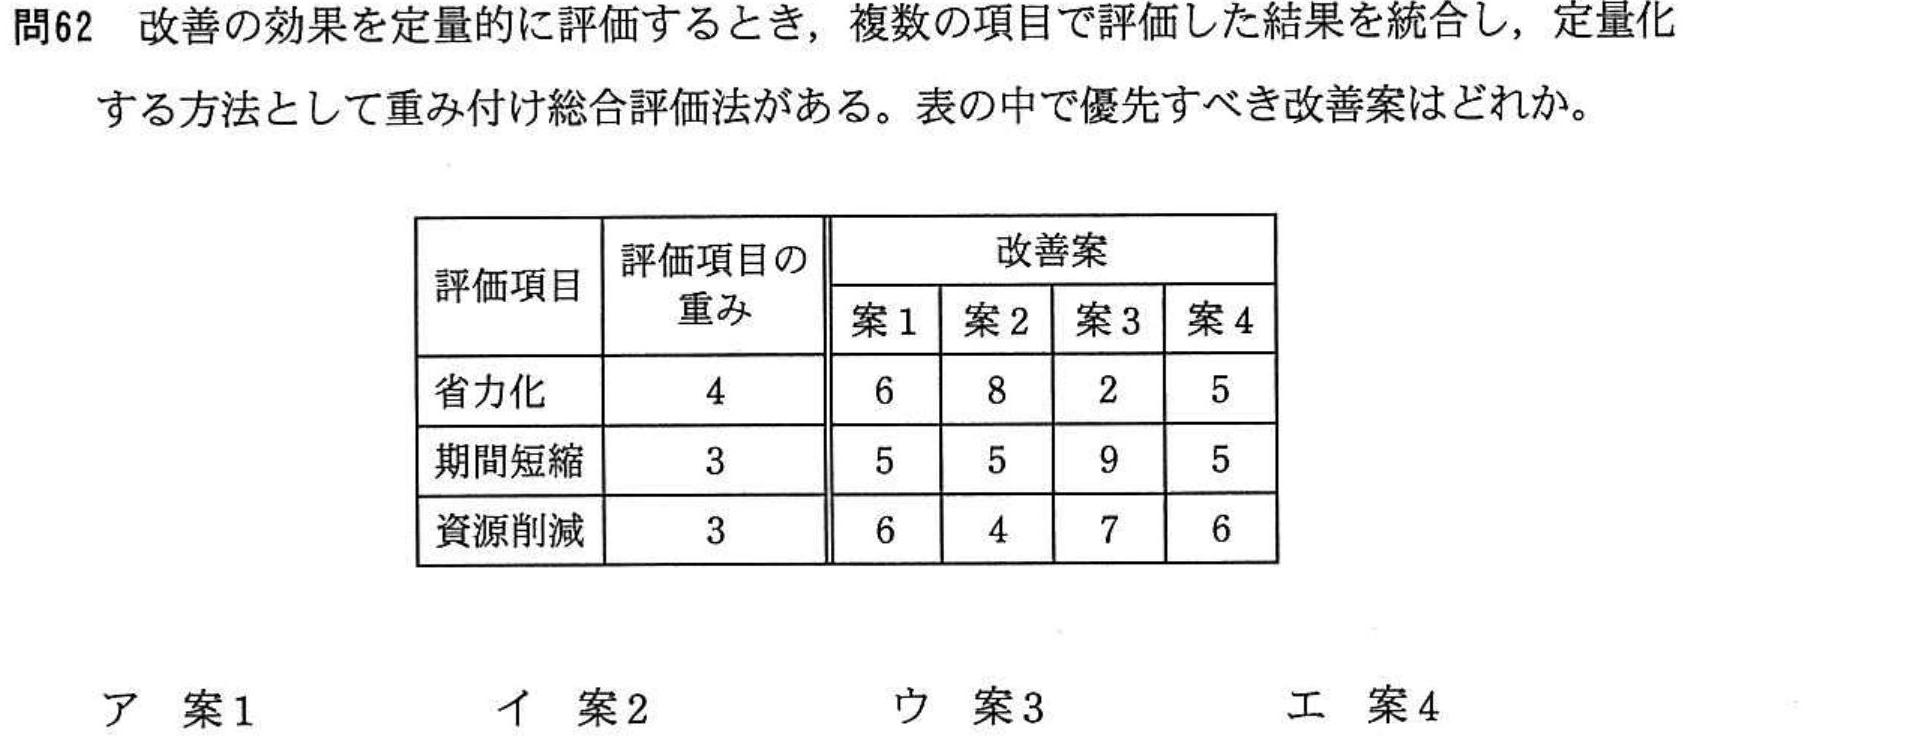 問62 改善の効果を定量的に評価するとき，複数の項目で評価した結果を統合し，定量化
する方法として重み付け総合評価法がある。表の中で優先すべき改善案はどれか。
評価項目 評価項目の重み 改善案
案1 案2 案3 案4
省力化 4 6 8 2 5
期間短縮 3 5 5 9 5
資源削減 3 6 4 7 6
ア 案1 イ 案2 ウ 案3 エ 案4